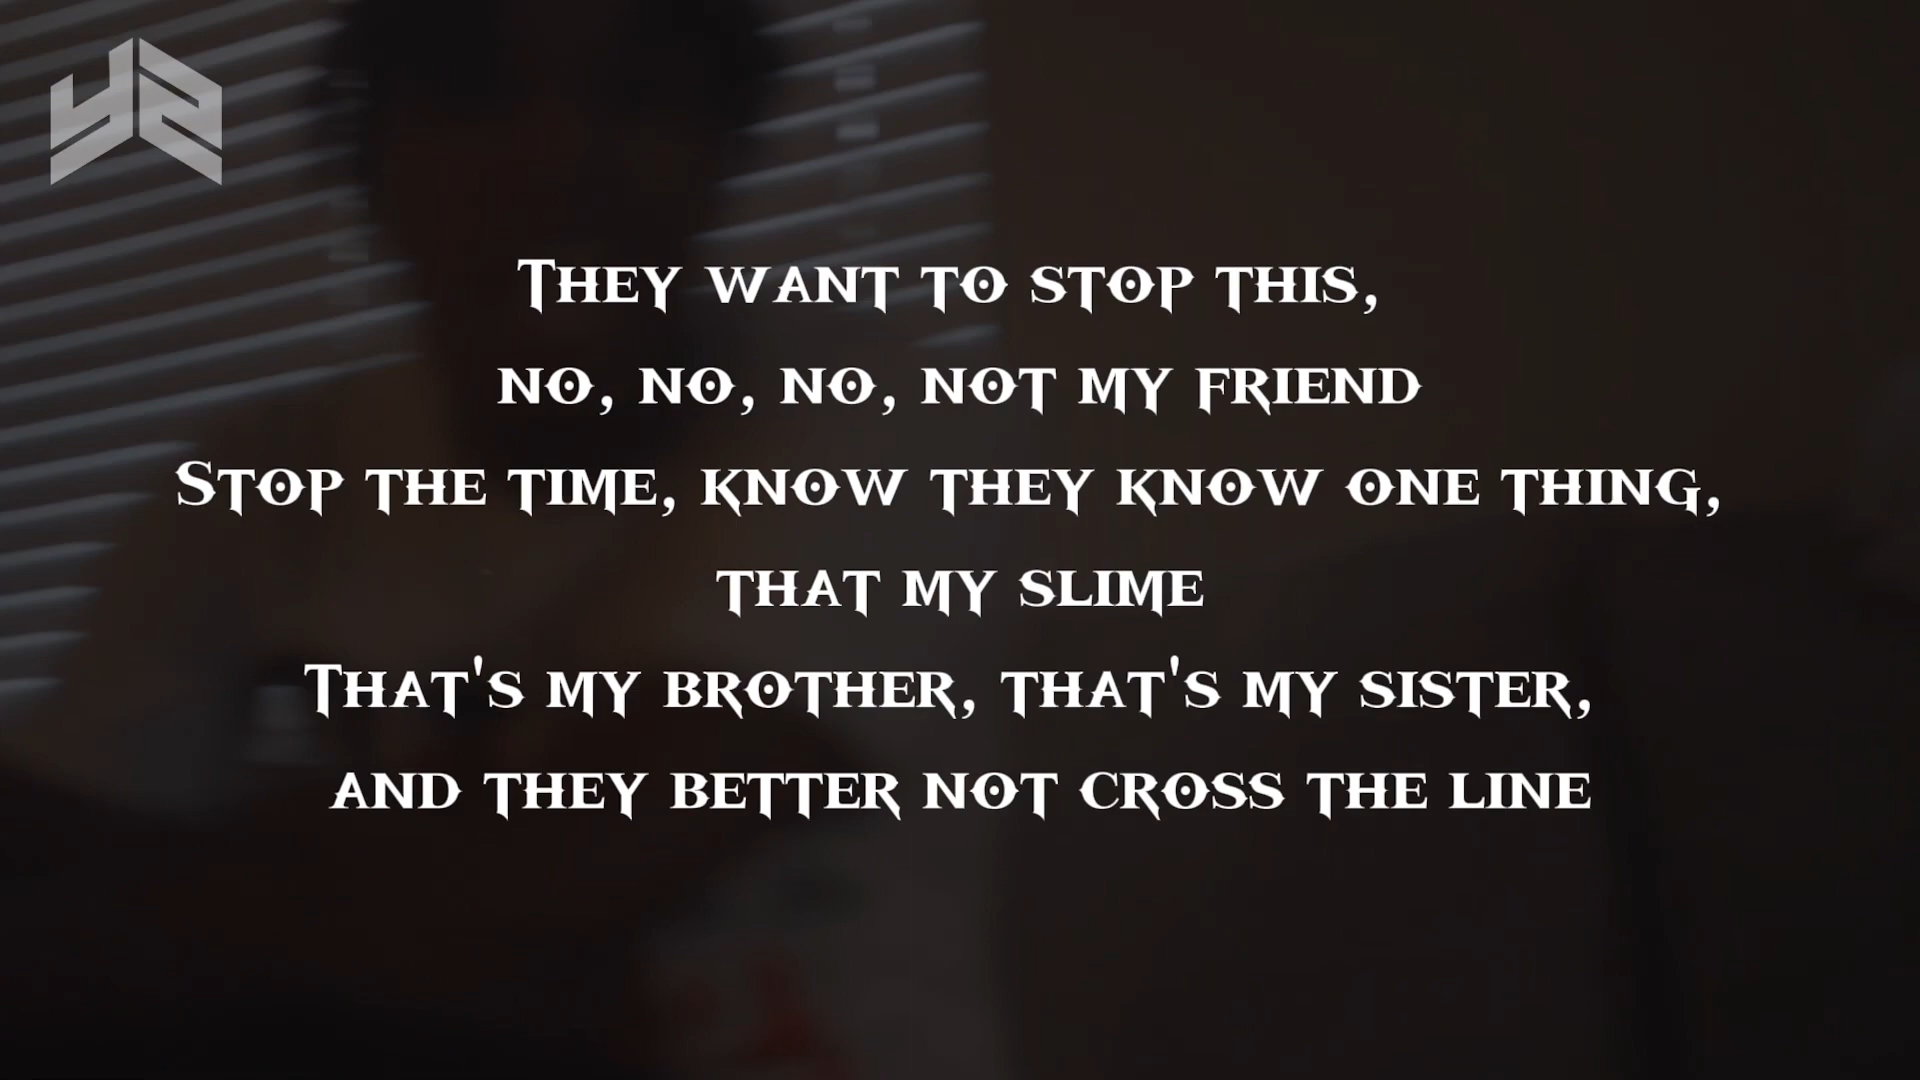 They want to stop this,
no, no, no, not my friend
Stop the time, know they know one thing,
that my slime
That's my brother, that's my sister,
and they better not cross the line